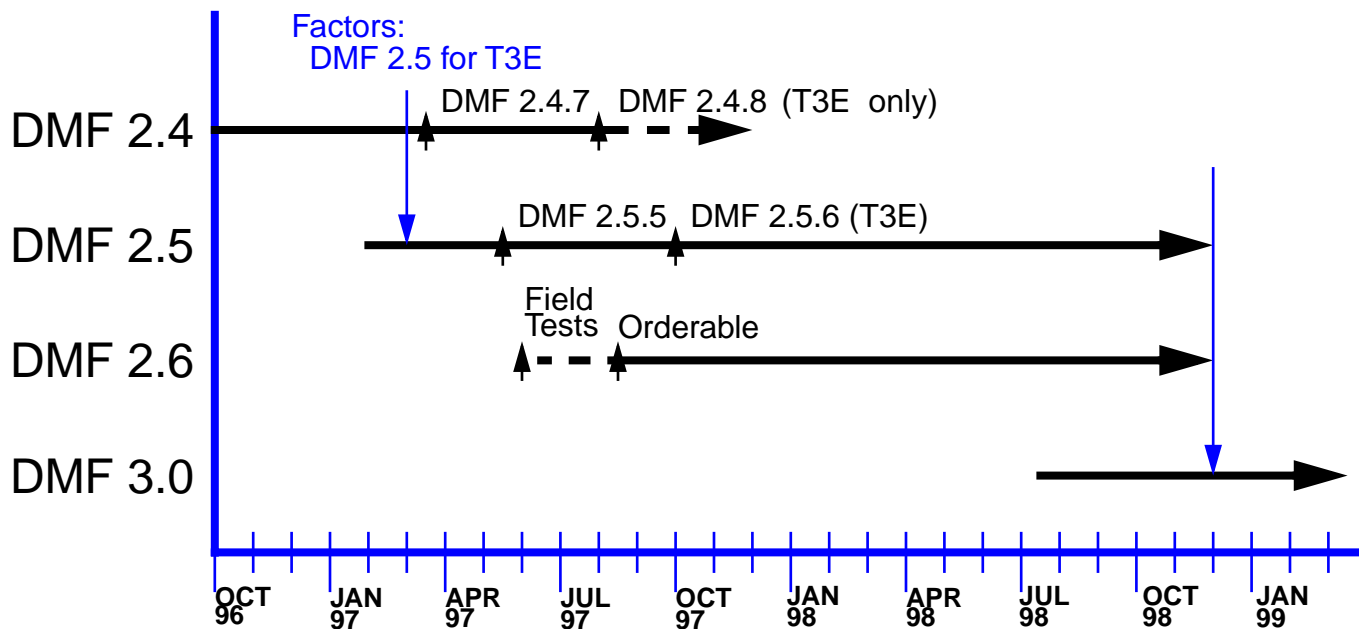 Factors:
DMF 2.5 for T3E
DMF 2.4
DMF 2.4.7
DMF 2.4.8 (T3E only)
DMF 2.5
DMF 2.5.5
DMF 2.5.6 (T3E)
DMF 2.6
Field
Tests
Orderable
DMF 3.0
OCT
96
JAN
97
APR
97
JUL
97
OCT
97
JAN
98
APR
98
JUL
98
OCT
98
JAN
99